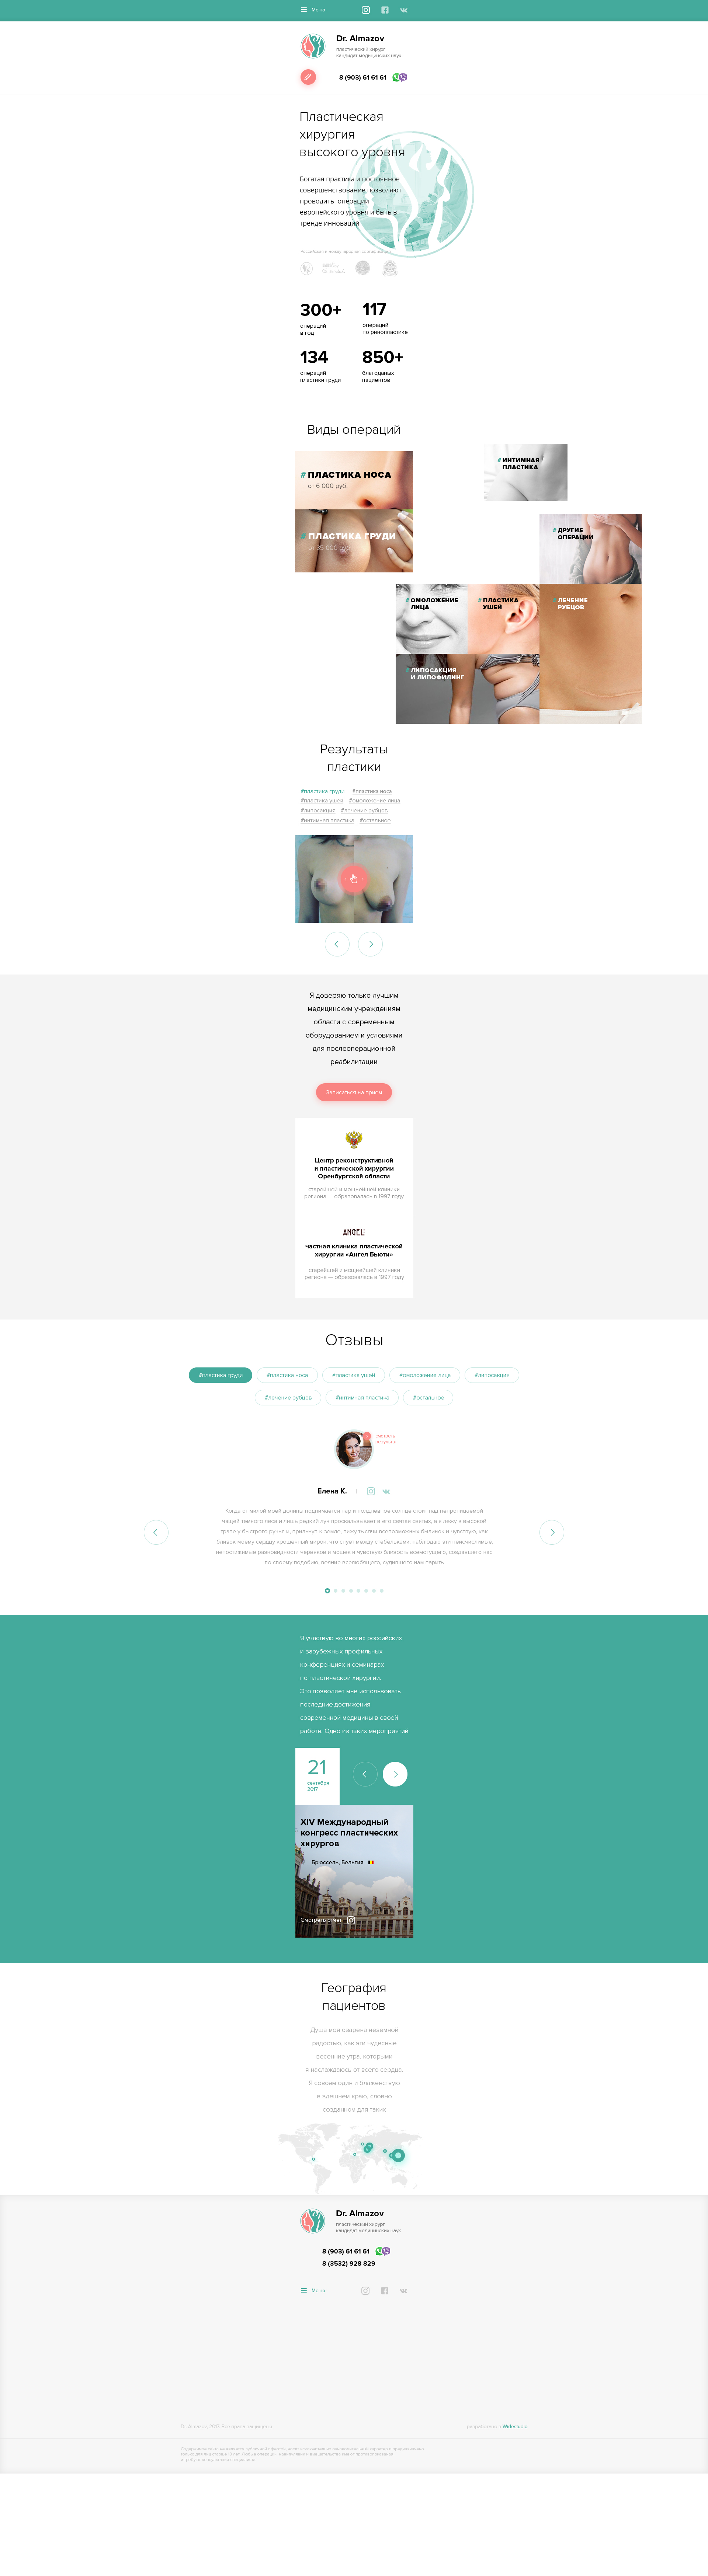 Меню
Dr. Almazov
пластический хирург
кандидат медицинских наук
8 (903) 61 61 61
Пластическая
хирургия
высокого уровня
Богатая практика и постоянное
совершенствование позволяют
проводить операции
европейского уровня и быть в
тренде инноваций
Российские и международные сертификаты
300+
операций
в год
117
операций
по ринопластике
134
операций
пластики груди
850+
благоданых
пациентов
Виды операций
# ИНТИМНАЯ
ПЛАСТИКА
# ПЛАСТИКА НОСА
от 6 000 руб.
# ПЛАСТИКА ГРУДИ
от 35 000 руб.
# ДРУГИЕ
ОПЕРАЦИИ
# ОМОЛОЖЕНИЕ
ЛИЦА
# ПЛАСТИКА
УШЕЙ
# ЛЕЧЕНИЕ
РУБЦОВ
# ЛИПОСАКЦИЯ
И ЛИПОФИЛИНГ
Результаты
пластики
#пластика груди #пластика носа
#пластика ушей #омоложение лица
#липосакция #лечение рубцов
#интимная пластика #остальное
Я доверяю только лучшим
медицинским учреждениям
области с современным
оборудованием и условиями
для послеоперационной
реабилитации
Записаться на прием
Центр реконструктивной
и пластической хирургии
Оренбургской области
старейшей и мощнейшей клиники
региона — образовалась в 1997 году
ANGEL
частная клиника пластической
хирургии «Ангел Бьюти»
старейшей и мощнейшей клиники
региона — образовалась в 1997 году
Отзывы
#пластика груди #пластика носа #пластика ушей #омоложение лица #липосакция
#лечение рубцов #интимная пластика #остальное
смотреть
результат
Елена К.
Когда от милой моей долины поднимается пар и полдневное солнце стоит над непроницаемой
чащей темного леса и лишь редкий луч проскальзывает в его святая святых, а я лежу в высокой
траве у быстрого ручья и, прильнув к земле, вижу тысячи всевозможных былинок и чувствую, как
близок моему сердцу крошечный мирок, что снует между стебельками, наблюдаю эти неисчислимые,
непостижимые разновидности червяков и мошек и чувствую близость всемогущего, создавшего нас
по своему подобию, веяние вселюбящего, судившего нам парить
Я участвую во многих российских
и зарубежных профильных
конференциях и семинарах
по пластической хирургии.
Это позволяет мне использовать
последние достижения
современной медицины в своей
работе. Одно из таких мероприятий
21
сентября
2017
XIV Международный
конгресс пластических
хирургов
Брюссель, Бельгия
Смотреть отчет
География
пациентов
Душа моя озарена неземной
радостью, как эти чудесные
весенние утра, которыми
я наслаждаюсь от всего сердца.
Я совсем один и блаженствую
в здешнем краю, словно
созданном для таких
Dr. Almazov
пластический хирург
кандидат медицинских наук
8 (903) 61 61 61
8 (3532) 928 829
Меню
Dr. Almazov, 2017. Все права защищены.
разработано в Widestudio